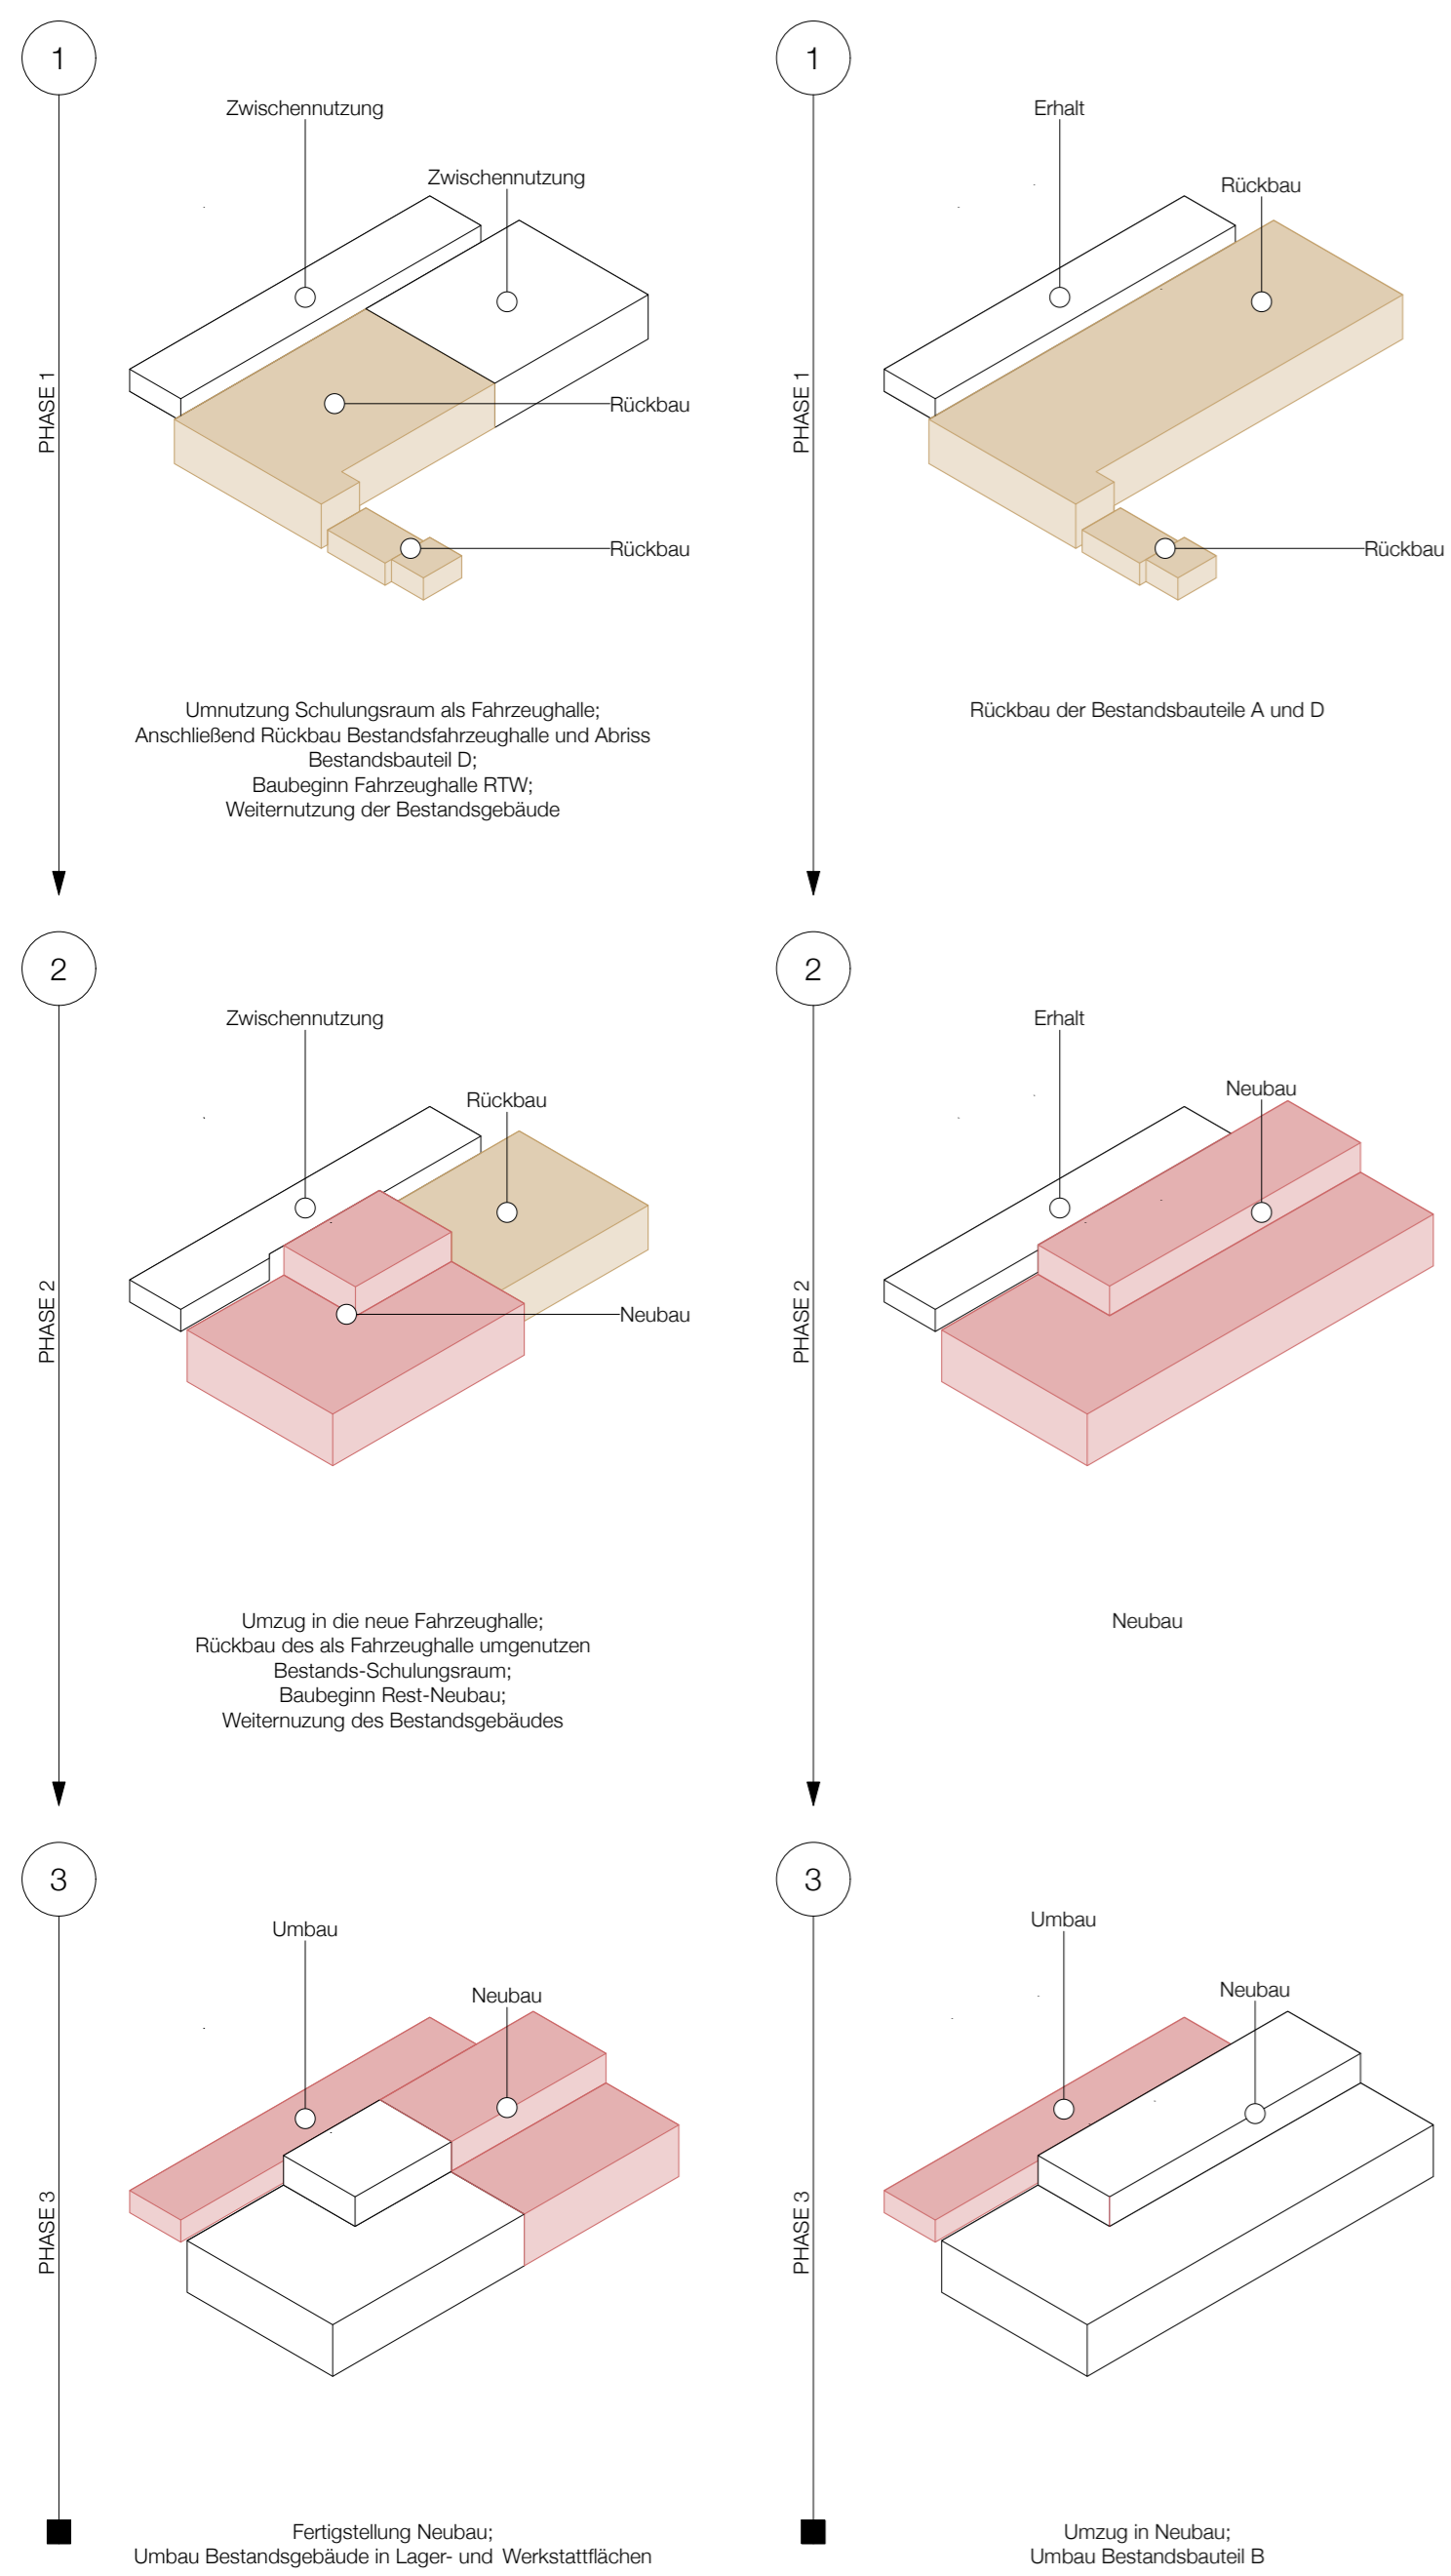 1
Zwischennutzung
Zwischennutzung
Rückbau
Rückbau
PHASE 1
Umnutzung Schulungsraum als Fahrzeughalle;
Anschließend Rückbau Bestandsfahrzeughalle und Abriss
Bestandsbauteil D;
Baubeginn Fahrzeughalle RTW;
Weiternutzung der Bestandsgebäude
2
Zwischennutzung
Rückbau
Neubau
PHASE 2
Umzug in die neue Fahrzeughalle;
Rückbau des als Fahrzeughalle umgenutzen
Bestands-Schulungsraum;
Baubeginn Rest-Neubau;
Weiternuzung des Bestandsgebäudes
3
Umbau
Neubau
PHASE 3
Fertigstellung Neubau;
Umbau Bestandsgebäude in Lager- und Werkstattflächen
1
Erhalt
Rückbau
Rückbau
PHASE 1
Rückbau der Bestandsbauteile A und D
2
Erhalt
Neubau
PHASE 2
Neubau
3
Umbau
Neubau
PHASE 3
Umzug in Neubau;
Umbau Bestandsbauteil B